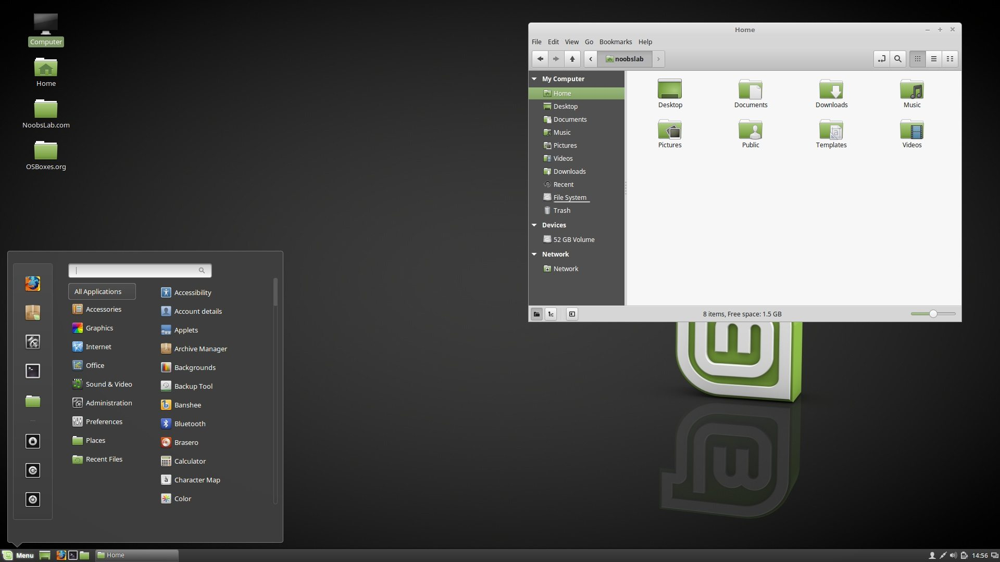 Computer
Home
NoobsLab.com
OSBoxes.org
Home
File Edit View Go Bookmarks Help
noobslab
My Computer
Home
Desktop
Documents
Music
Pictures
Videos
Downloads
Recent
File System
Trash
Devices
52 GB Volume
Network
Network
Desktop Documents Downloads Music
Pictures Public Templates Videos
8 items, Free space: 1.5 GB
All Applications
Accessories
Graphics
Internet
Office
Sound & Video
Administration
Preferences
Places
Recent Files
Accessibility
Account details
Applets
Archive Manager
Backgrounds
Backup Tool
Banshee
Bluetooth
Brasero
Calculator
à Character Map
Color
Menu Home 14:56